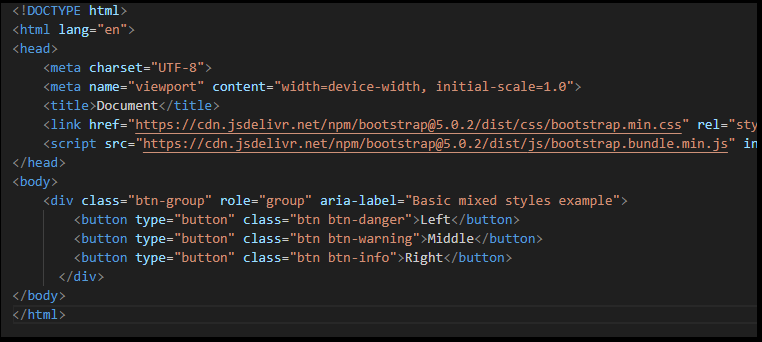 <!DOCTYPE html>
<html lang="en">
<head>
    <meta charset="UTF-8">
    <meta name="viewport" content="width=device-width, initial-scale=1.0">
    <title>Document</title>
    <link href="https://cdn.jsdelivr.net/npm/bootstrap@5.0.2/dist/css/bootstrap.min.css" rel="sty
    <script src="https://cdn.jsdelivr.net/npm/bootstrap@5.0.2/dist/js/bootstrap.bundle.min.js" in
</head>
<body>
    <div class="btn-group" role="group" aria-label="Basic mixed styles example">
        <button type="button" class="btn btn-danger">Left</button>
        <button type="button" class="btn btn-warning">Middle</button>
        <button type="button" class="btn btn-info">Right</button>
      </div>
</body>
</html>